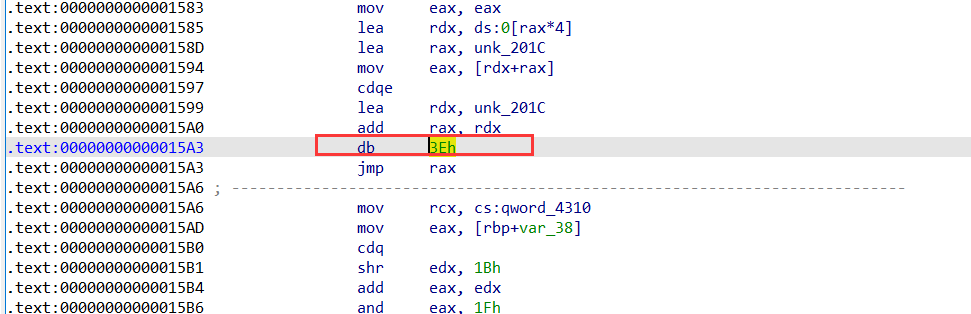 .text:0000000000001583 mov eax, eax
.text:0000000000001585 lea rdx, ds:0[rax*4]
.text:000000000000158D lea rax, unk_201C
.text:0000000000001594 mov eax, [rdx+rax]
.text:0000000000001597 cdqe
.text:0000000000001599 lea rdx, unk_201C
.text:00000000000015A0 add rax, rdx
.text:00000000000015A3 db 3Eh
.text:00000000000015A3 jmp rax
.text:00000000000015A6 ; ---------------------------------------------------------------------------
.text:00000000000015A6 mov rcx, cs:qword_4310
.text:00000000000015AD mov eax, [rbp+var_38]
.text:00000000000015B0 cdq
.text:00000000000015B1 shr edx, 1Bh
.text:00000000000015B4 add eax, edx
.text:00000000000015B6 and eax, 1Fh